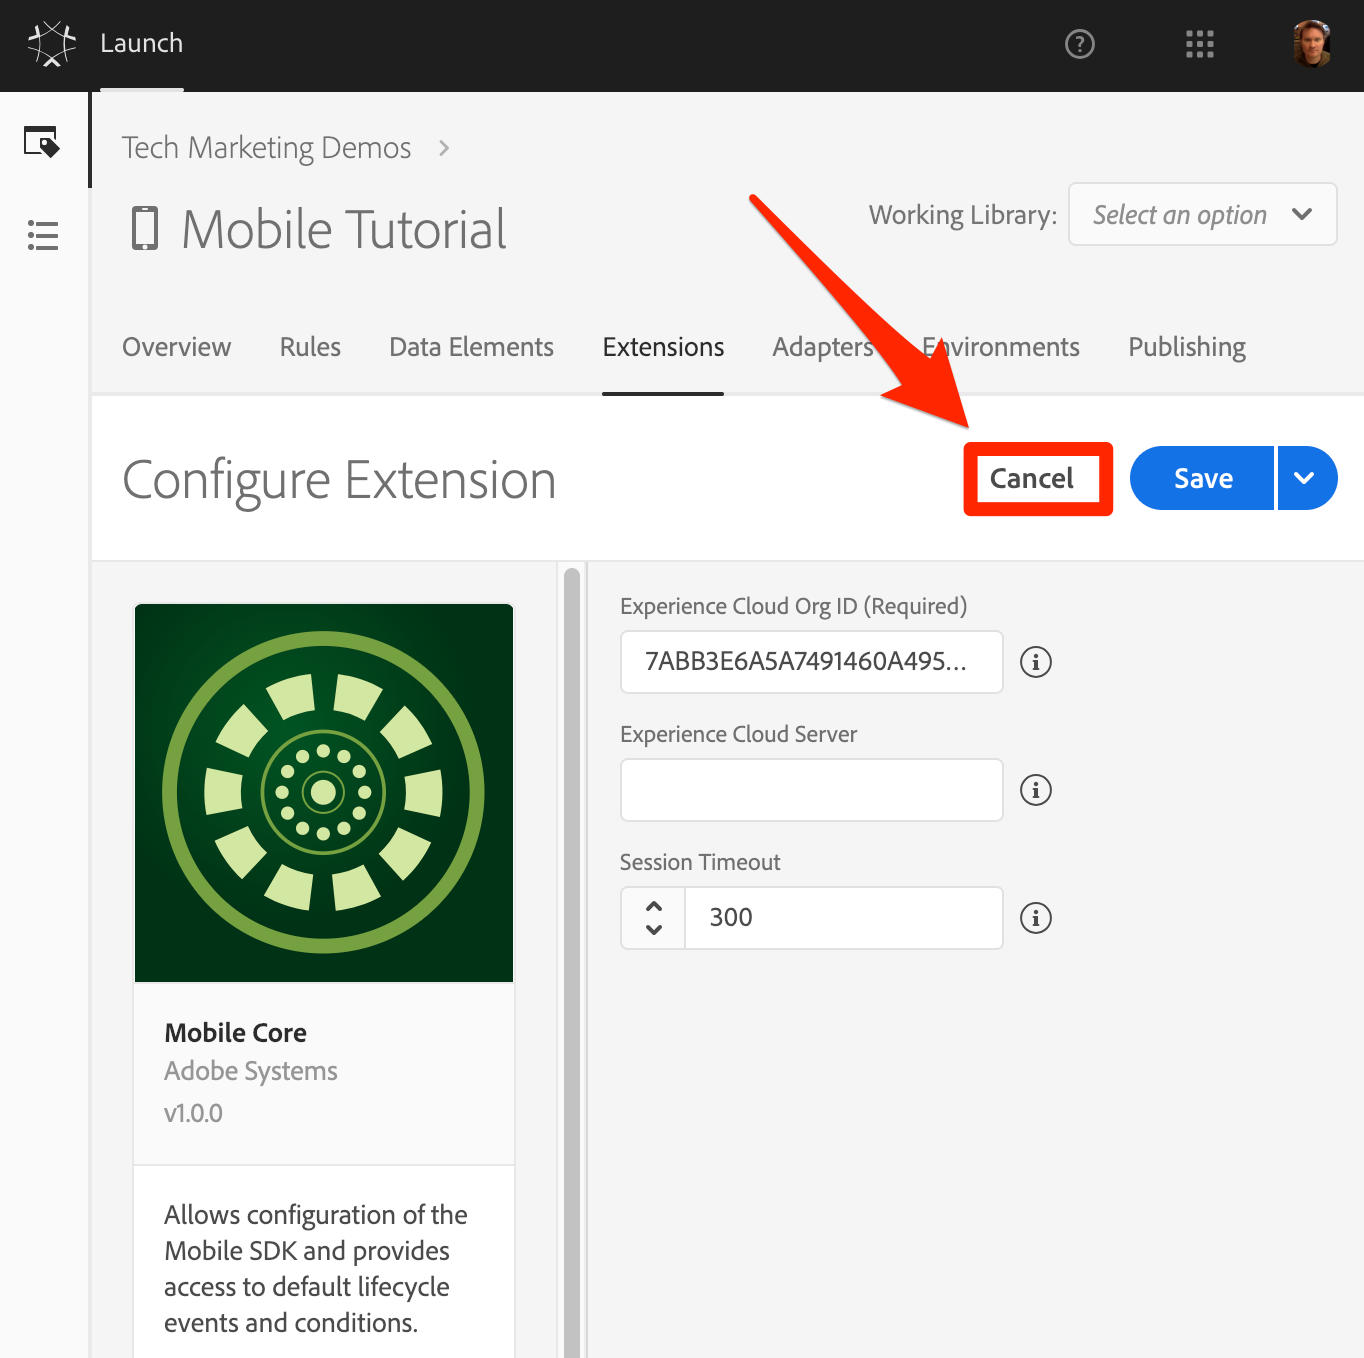 Launch
Tech Marketing Demos
Mobile Tutorial
Working Library:
Select an option
Overview
Rules
Data Elements
Extensions
Adapters
Environments
Publishing
Configure Extension
Cancel
Save
Experience Cloud Org ID (Required)
7ABB3E6A5A7491460A495...
Experience Cloud Server
Session Timeout
300
Mobile Core
Adobe Systems
v1.0.0
Allows configuration of the
Mobile SDK and provides
access to default lifecycle
events and conditions.